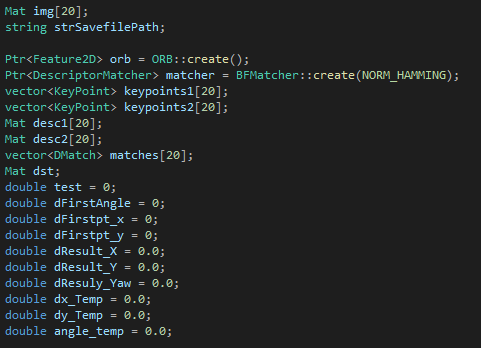 Mat img[20];
string strSavefilePath;
Ptr<Feature2D> orb = ORB::create();
Ptr<DescriptorMatcher> matcher = BFMatcher::create(NORM_HAMMING);
vector<KeyPoint> keypoints1[20];
vector<KeyPoint> keypoints2[20];
Mat desc1[20];
Mat desc2[20];
vector<DMatch> matches[20];
Mat dst;
double test = 0;
double dFirstAngle = 0;
double dFirstpt_x = 0;
double dFirstpt_y = 0;
double dResult_X = 0.0;
double dResult_Y = 0.0;
double dResuly_Yaw = 0.0;
double dx_Temp = 0.0;
double dy_Temp = 0.0;
double angle_temp = 0.0;